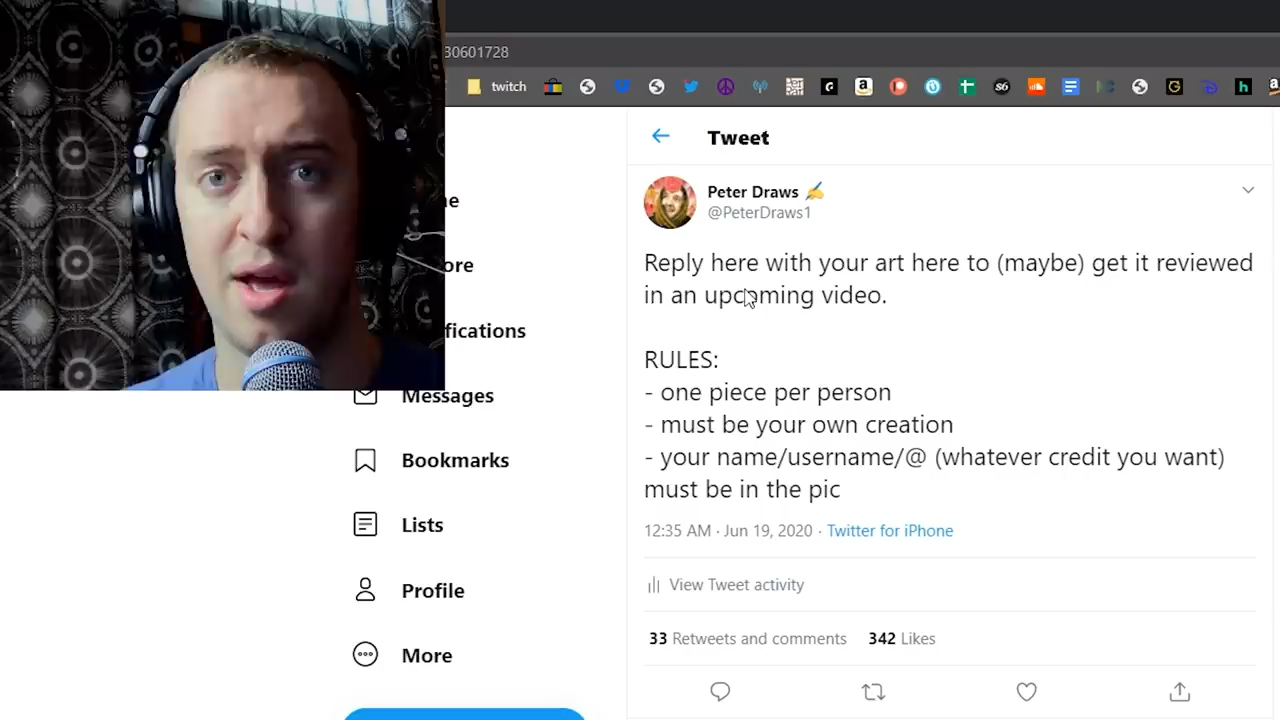 30601728
twitch
Tweet
Peter Draws
@PeterDraws1
Reply here with your art here to (maybe) get it reviewed
in an upcoming video.
RULES:
- one piece per person
- must be your own creation
- your name/username/@ (whatever credit you want)
must be in the pic
12:35 AM · Jun 19, 2020 · Twitter for iPhone
View Tweet activity
33 Retweets and comments 342 Likes
me
ore
ifications
Messages
Bookmarks
Lists
Profile
More